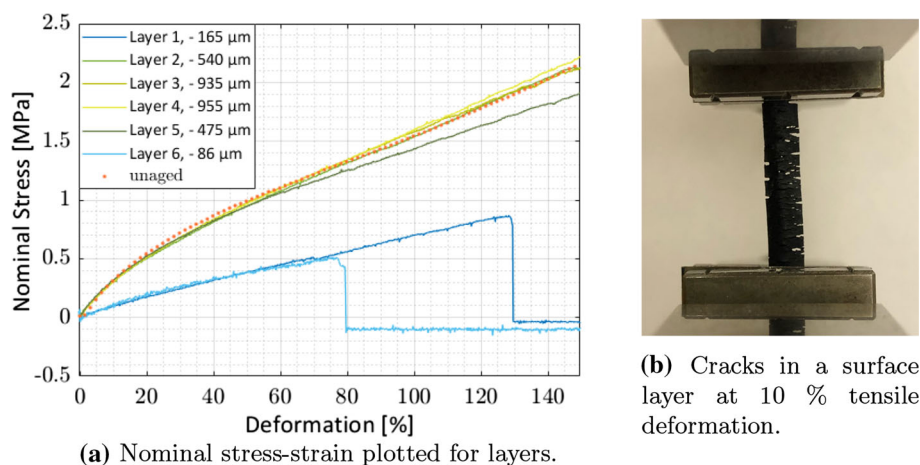 2.5
2
1.5
1
0.5
0
-0.5
Nominal Stress [MPa]
Layer 1, - 165 μm
Layer 2, - 540 μm
Layer 3, - 935 μm
Layer 4, - 955 μm
Layer 5, - 475 μm
Layer 6, - 86 μm
unaged
0 20 40 60 80 100 120 140
Deformation [%]
(a) Nominal stress-strain plotted for layers.
(b) Cracks in a surface
layer at 10 % tensile
deformation.